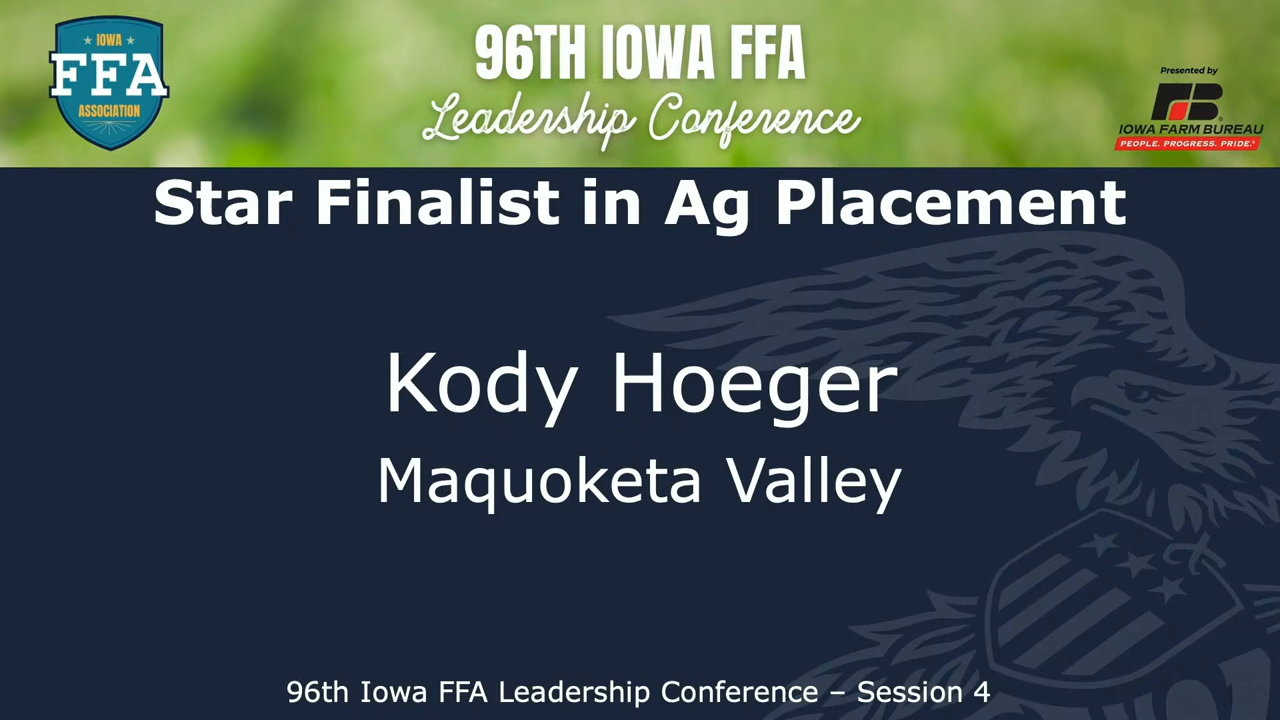 IOWA
FFA
ASSOCIATION
96TH IOWA FFA
Leadership Conference
Presented by
FB
IOWA FARM BUREAU
PEOPLE. PROGRESS. PRIDE.®
Star Finalist in Ag Placement
Kody Hoeger
Maquoketa Valley
96th Iowa FFA Leadership Conference – Session 4